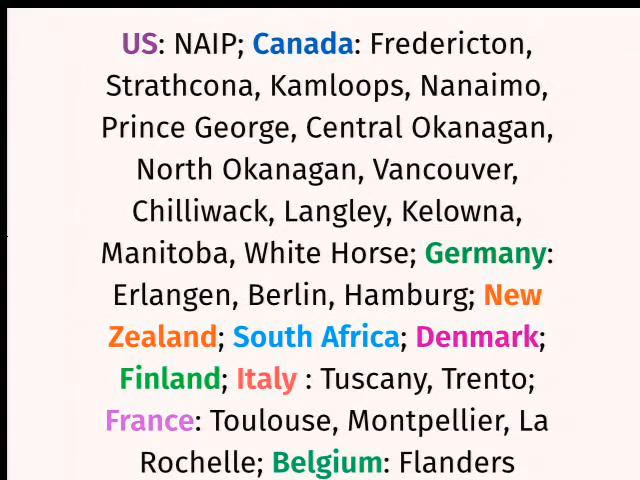 US: NAIP; Canada: Fredericton,
Strathcona, Kamloops, Nanaimo,
Prince George, Central Okanagan,
North Okanagan, Vancouver,
Chilliwack, Langley, Kelowna,
Manitoba, White Horse; Germany:
Erlangen, Berlin, Hamburg; New
Zealand; South Africa; Denmark;
Finland; Italy : Tuscany, Trento;
France: Toulouse, Montpellier, La
Rochelle; Belgium: Flanders